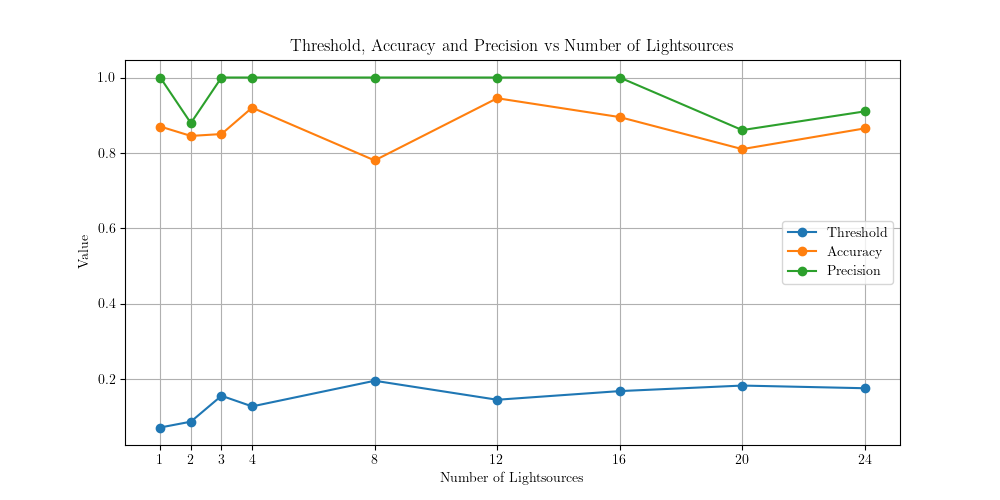 Threshold, Accuracy and Precision vs Number of Lightsources
Value
1.0
0.8
0.6
0.4
0.2
Threshold
Accuracy
Precision
1 2 3 4 8 12 16 20 24
Number of Lightsources